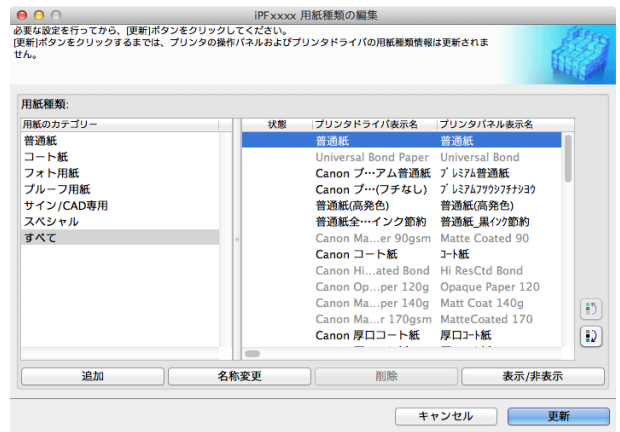 iPFxxxx 用紙種類の編集
必要な設定を行ってから、[更新]ボタンをクリックしてください。
[更新]ボタンをクリックするまでは、プリンタの操作パネルおよびプリンタドライバの用紙種類情報は更新されま
せん。
用紙種類:
用紙のカテゴリー 状態 プリンタドライバ表示名 プリンタパネル表示名
普通紙 普通紙 普通紙
コート紙 Universal Bond Paper Universal Bond
フォト用紙 Canon プ…アム普通紙 プレミアム普通紙
プルーフ用紙 Canon プ…(フチなし) プレミアムフツウシフチナショウ
サイン/CAD専用 普通紙(高発色) 普通紙(高発色)
スペシャル 普通紙全…インク節約 普通紙_黒インク節約
すべて Canon Ma...er 90gsm Matte Coated 90
Canon コート紙 コート紙
Canon Hi...ated Bond Hi ResCtd Bond
Canon Op...per 120g Opaque Paper 120
Canon Ma...per 140g Matt Coat 140g
Canon Ma...r 170gsm MatteCoated 170
Canon 厚口コート紙 厚口コート紙
追加 名称変更 削除 表示/非表示
キャンセル 更新